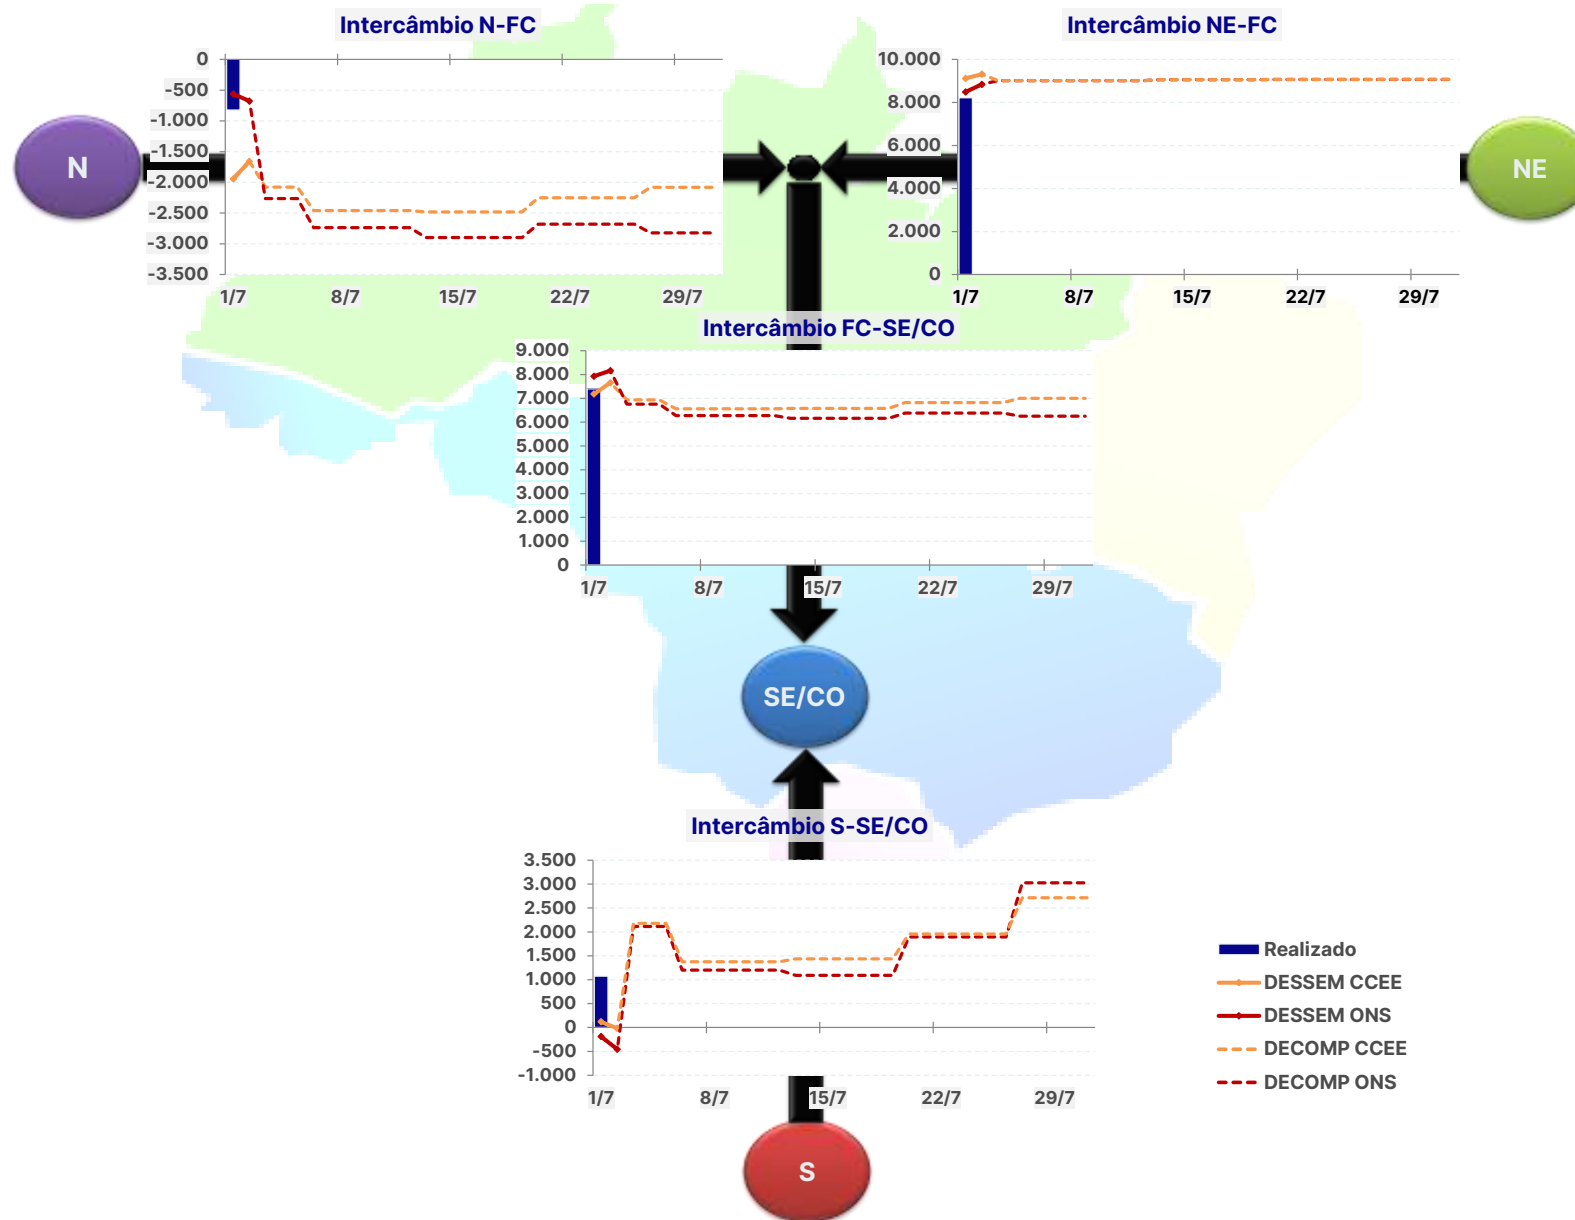 Intercâmbio N-FC
0
-500
-1.000
-1.500
-2.000
-2.500
-3.000
-3.500
1/7 8/7 15/7 22/7 29/7
N
Intercâmbio NE-FC
10.000
8.000
6.000
4.000
2.000
0
1/7 8/7 15/7 22/7 29/7
NE
Intercâmbio FC-SE/CO
9.000
8.000
7.000
6.000
5.000
4.000
3.000
2.000
1.000
0
1/7 8/7 15/7 22/7 29/7
SE/CO
Intercâmbio S-SE/CO
3.500
3.000
2.500
2.000
1.500
1.000
500
0
-500
-1.000
1/7 8/7 15/7 22/7 29/7
Realizado
DESSEM CCEE
DESSEM ONS
DECOMP CCEE
DECOMP ONS
S